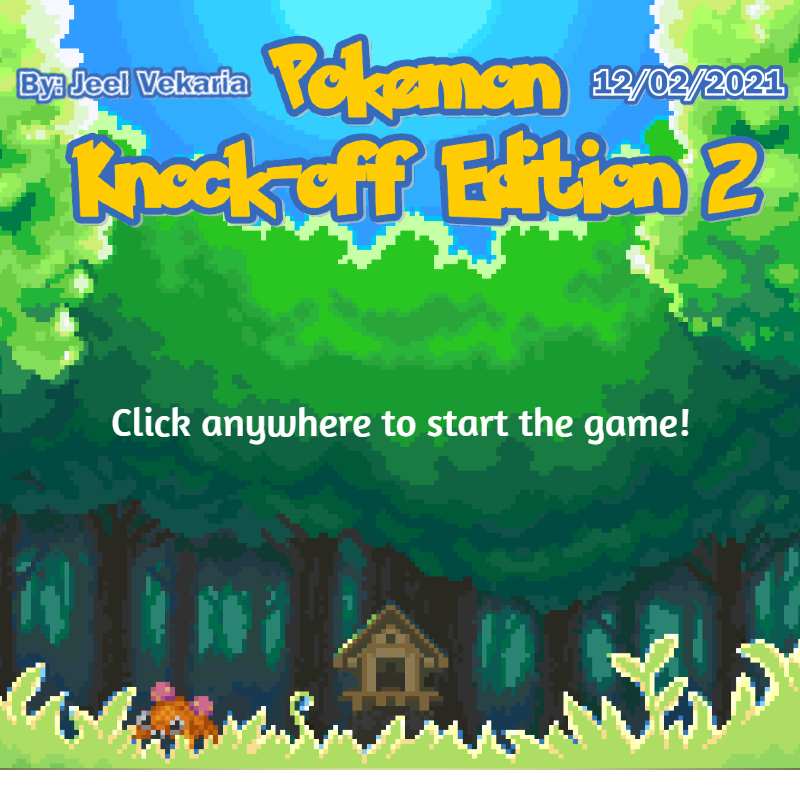 By: Jeel Vekaria
Pokemon
12/02/2021
Knock-off Edition 2
Click anywhere to start the game!